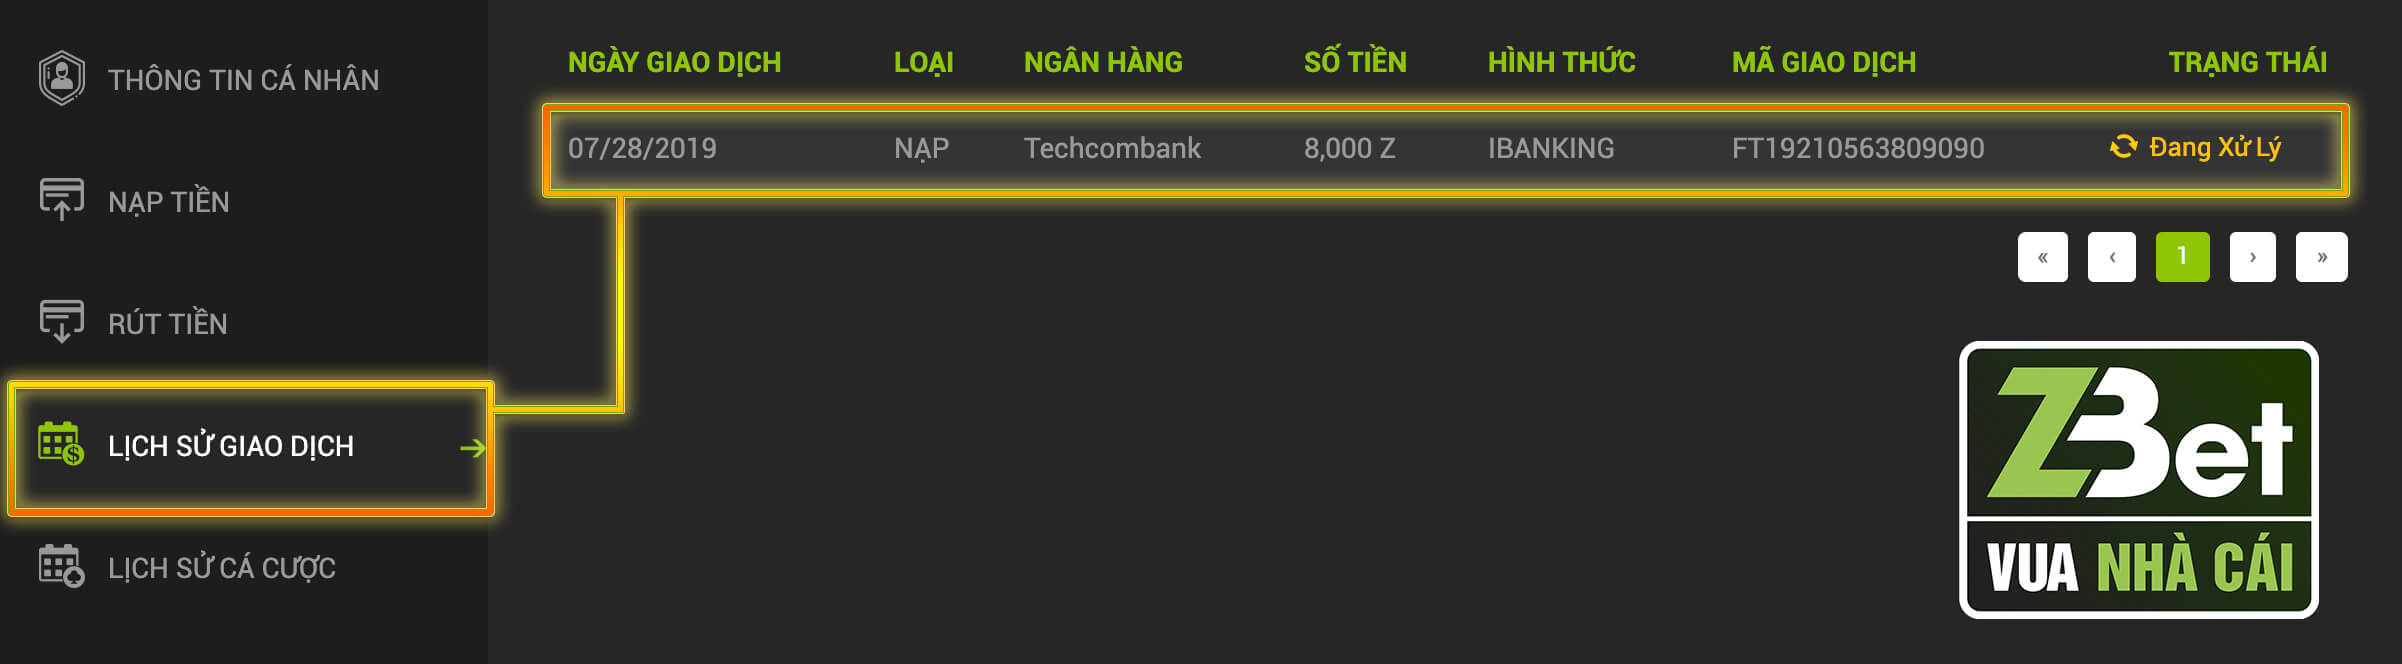 THÔNG TIN CÁ NHÂN
NẠP TIỀN
RÚT TIỀN
LỊCH SỬ GIAO DỊCH
LỊCH SỬ CÁ CƯỢC
NGÀY GIAO DỊCH LOẠI NGÂN HÀNG SỐ TIỀN HÌNH THỨC MÃ GIAO DỊCH TRẠNG THÁI
07/28/2019 NẠP Techcombank 8,000 Z IBANKING FT19210563809090 Đang Xử Lý
« ‹ 1 › »
ZBet
VUA NHÀ CÁI